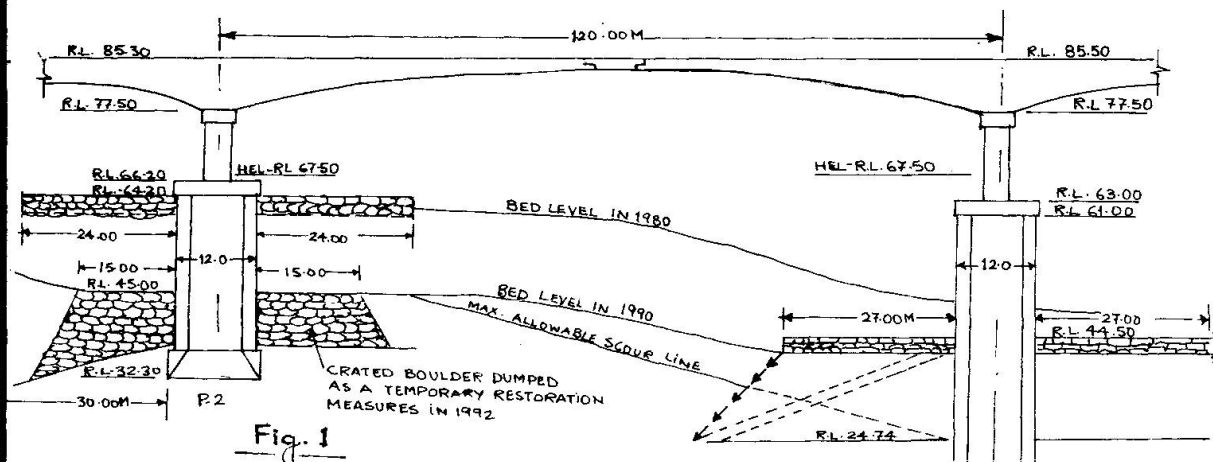 120.00M
R.L. 85.30
R.L. 85.50
R.L. 77.50
R.L 77.50
HEL-RL 67.50
HEL-R.L. 67.50
R.L. 66.20
R.L. 64.20
R.L. 63.00
R.L 61.00
BED LEVEL IN 1980
24.00
24.00
12.0
12.0
15.00
15.00
R.L. 45.00
BED LEVEL IN 1990
MAX. ALLOWABLE SCOUR LINE
27.00M
27.00
R.L 44.50
R.L. 32.30
CRATED BOULDER DUMPED
AS A TEMPORARY RESTORATION
MEASURES IN 1992
30.00M
P.2
R.L. 24.74
Fig. 1